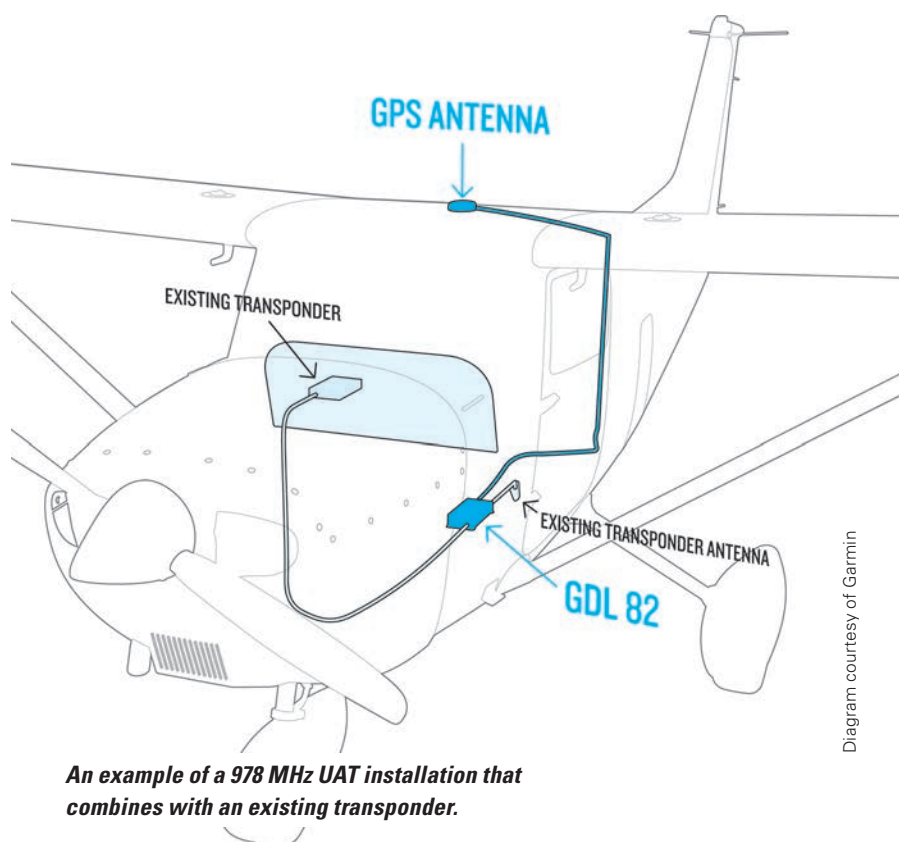 GPS ANTENNA
EXISTING TRANSPONDER
EXISTING TRANSPONDER ANTENNA
GDL 82
Diagram courtesy of Garmin
An example of a 978 MHz UAT installation that
combines with an existing transponder.